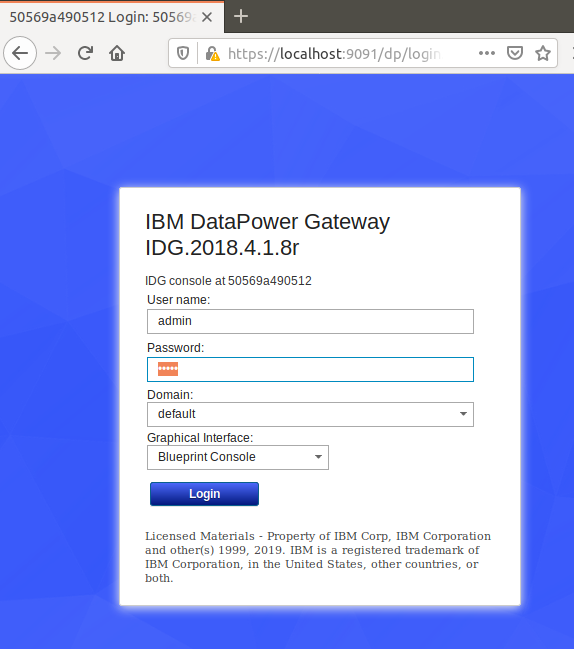 50569a490512 Login: 50569
https://localhost:9091/dp/login
IBM DataPower Gateway
IDG.2018.4.1.8r
IDG console at 50569a490512
User name:
admin
Password:
•••••
Domain:
default
Graphical Interface:
Blueprint Console
Login
Licensed Materials - Property of IBM Corp, IBM Corporation
and other(s) 1999, 2019. IBM is a registered trademark of
IBM Corporation, in the United States, other countries, or
both.